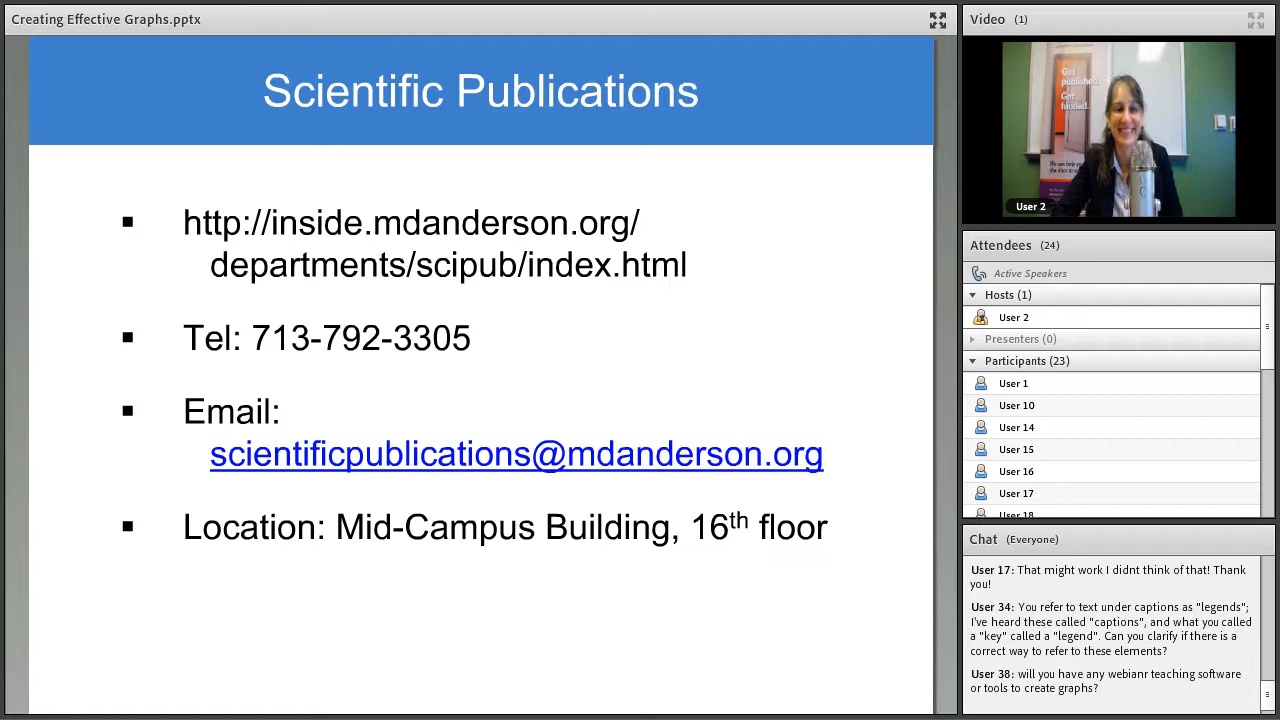 Creating Effective Graphs.pptx
Scientific Publications
▪ http://inside.mdanderson.org/
departments/scipub/index.html
▪ Tel: 713-792-3305
▪ Email:
scientificpublications@mdanderson.org
▪ Location: Mid-Campus Building, 16th floor
Video (1)
Get
published.
Get
funded.
User 2
Attendees (24)
Active Speakers
Hosts (1)
User 2
Presenters (0)
Participants (23)
User 1
User 10
User 14
User 15
User 16
User 17
User 18
Chat (Everyone)
User 17: That might work I didnt think of that! Thank
you!
User 34: You refer to text under captions as "legends";
I've heard these called "captions", and what you called
a "key" called a "legend". Can you clarify if there is a
correct way to refer to these elements?
User 38: will you have any webianr teaching software
or tools to create graphs?